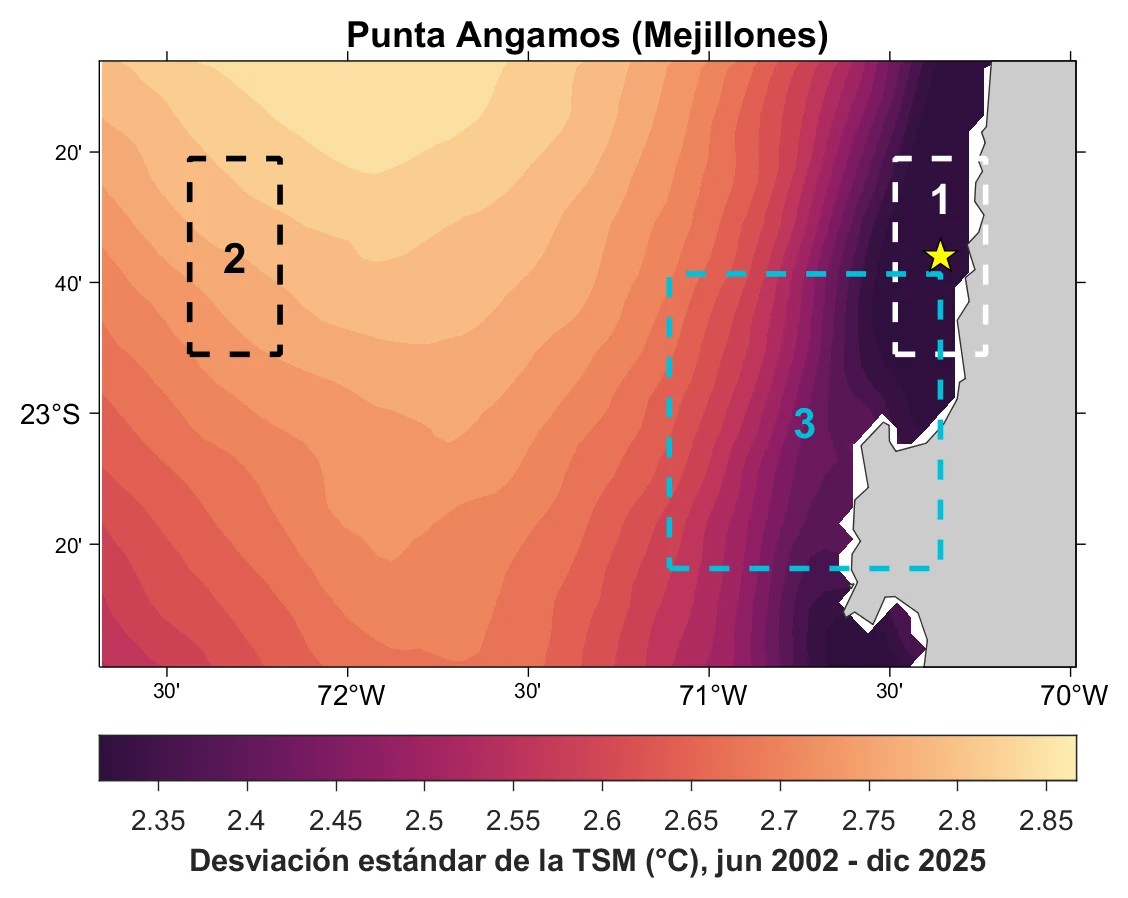 Punta Angamos (Mejillones)
20'
1
2
40'
3
23°S
20'
30' 72°W 30' 71°W 30' 70°W
2.35 2.4 2.45 2.5 2.55 2.6 2.65 2.7 2.75 2.8 2.85
Desviación estándar de la TSM (°C), jun 2002 - dic 2025